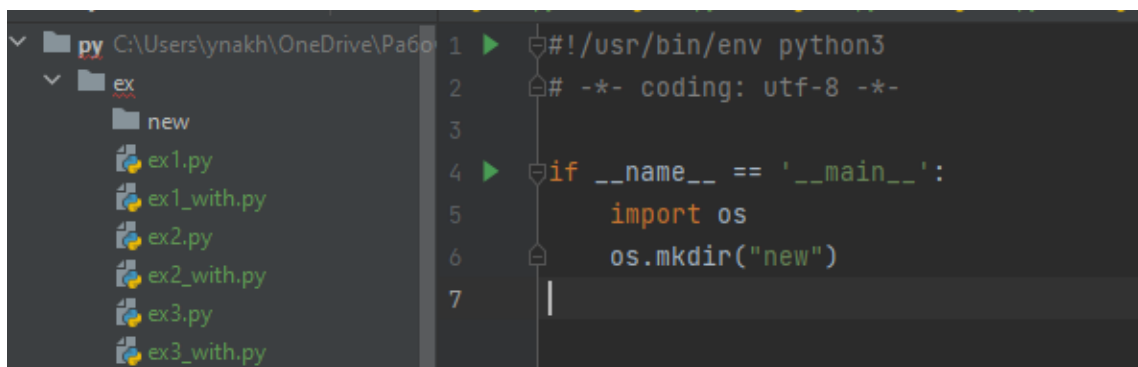 py C:\Users\ynakh\OneDrive\Рабо
ex
new
ex1.py
ex1_with.py
ex2.py
ex2_with.py
ex3.py
ex3_with.py
1 #!/usr/bin/env python3
2 # -*- coding: utf-8 -*-
3
4 if __name__ == '__main__':
5 import os
6 os.mkdir("new")
7